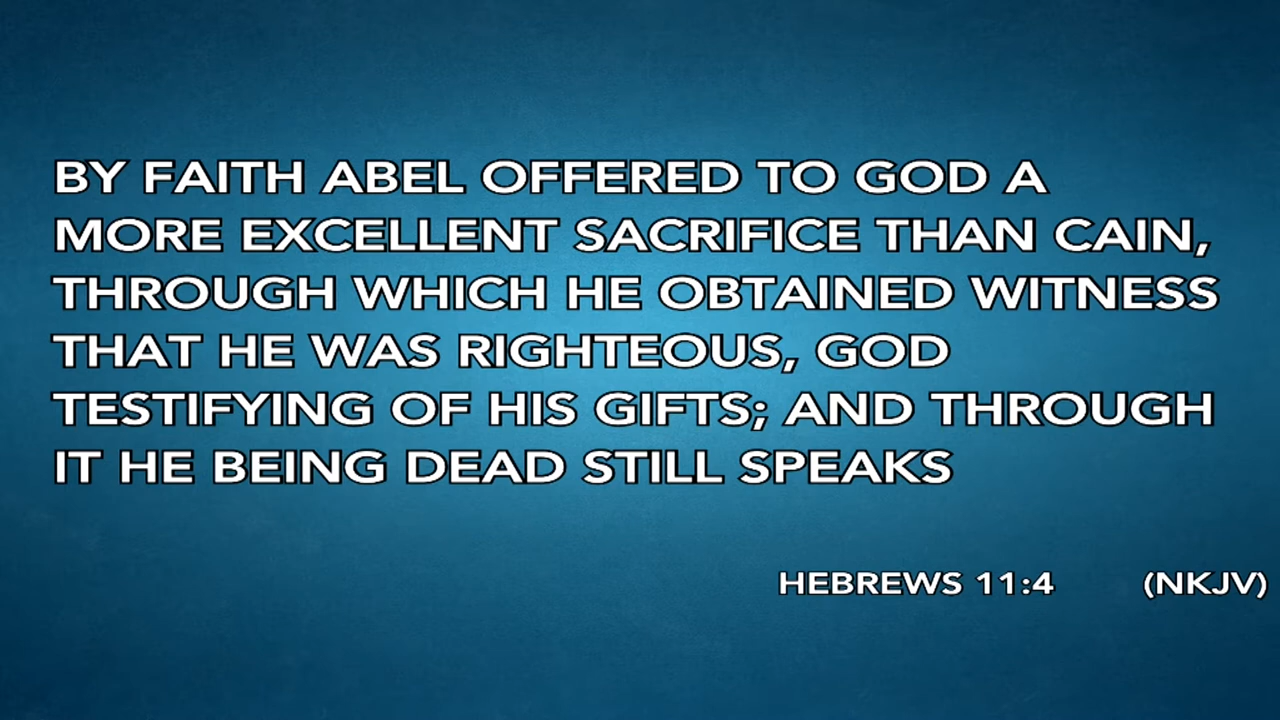 BY FAITH ABEL OFFERED TO GOD A
MORE EXCELLENT SACRIFICE THAN CAIN,
THROUGH WHICH HE OBTAINED WITNESS
THAT HE WAS RIGHTEOUS, GOD
TESTIFYING OF HIS GIFTS; AND THROUGH
IT HE BEING DEAD STILL SPEAKS
HEBREWS 11:4 (NKJV)